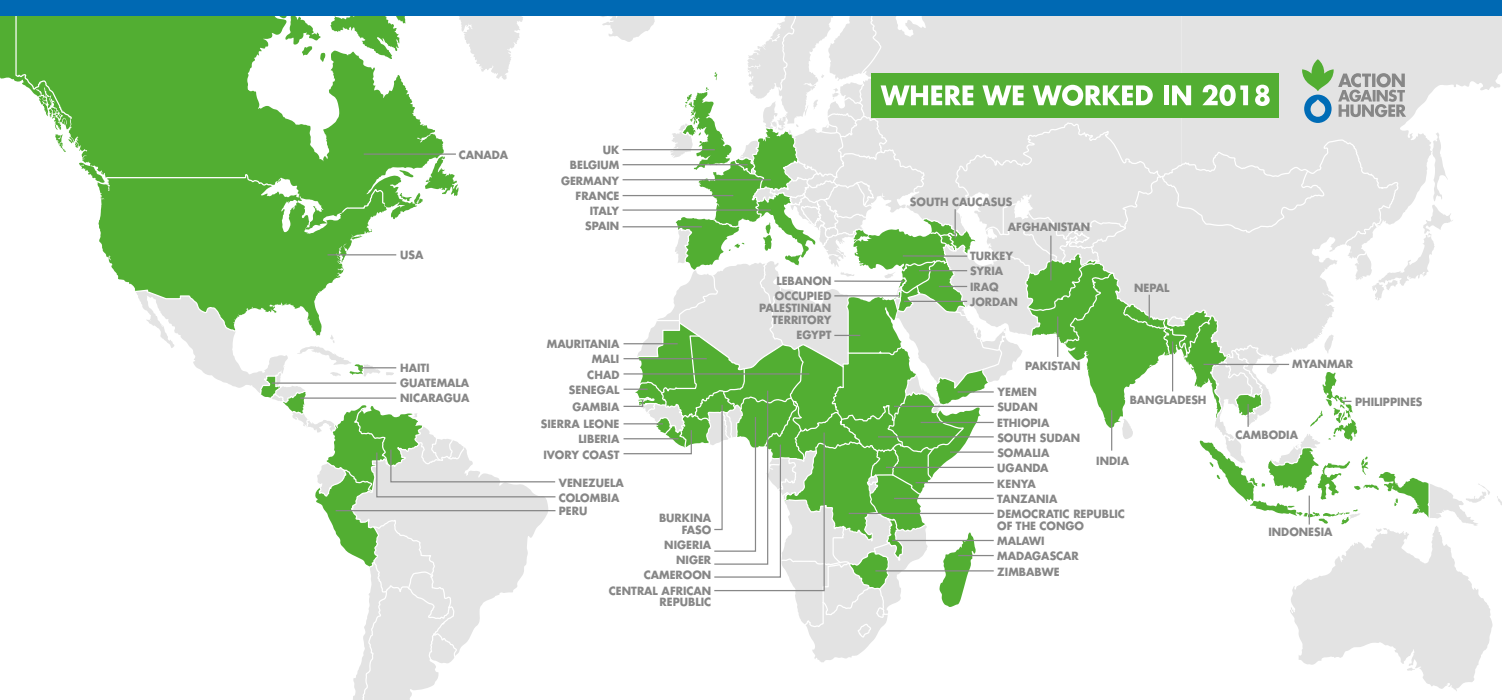 WHERE WE WORKED IN 2018
ACTION
AGAINST
HUNGER
CANADA
USA
HAITI
GUATEMALA
NICARAGUA
VENEZUELA
COLOMBIA
PERU
UK
BELGIUM
GERMANY
FRANCE
ITALY
SPAIN
SOUTH CAUCASUS
AFGHANISTAN
TURKEY
SYRIA
IRAQ
JORDAN
LEBANON
OCCUPIED
PALESTINIAN
TERRITORY
EGYPT
MAURITANIA
MALI
CHAD
SENEGAL
GAMBIA
SIERRA LEONE
LIBERIA
IVORY COAST
BURKINA
FASO
NIGERIA
NIGER
CAMEROON
CENTRAL AFRICAN
REPUBLIC
YEMEN
SUDAN
ETHIOPIA
SOUTH SUDAN
SOMALIA
UGANDA
KENYA
TANZANIA
DEMOCRATIC REPUBLIC
OF THE CONGO
MALAWI
MADAGASCAR
ZIMBABWE
NEPAL
PAKISTAN
BANGLADESH
INDIA
MYANMAR
PHILIPPINES
CAMBODIA
INDONESIA